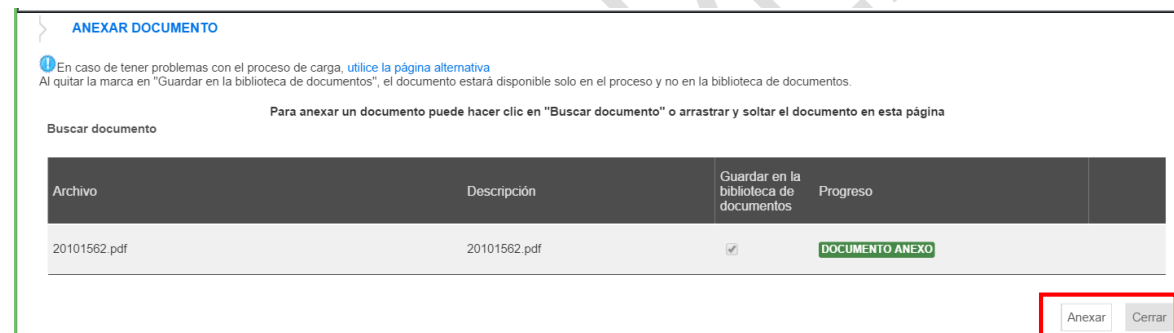 ANEXAR DOCUMENTO
En caso de tener problemas con el proceso de carga, utilice la página alternativa
Al quitar la marca en "Guardar en la biblioteca de documentos", el documento estará disponible solo en el proceso y no en la biblioteca de documentos.
Para anexar un documento puede hacer clic en "Buscar documento" o arrastrar y soltar el documento en esta página
Buscar documento
Archivo Descripción Guardar en la biblioteca de documentos Progreso
20101562.pdf 20101562.pdf DOCUMENTO ANEXO
Anexar Cerrar